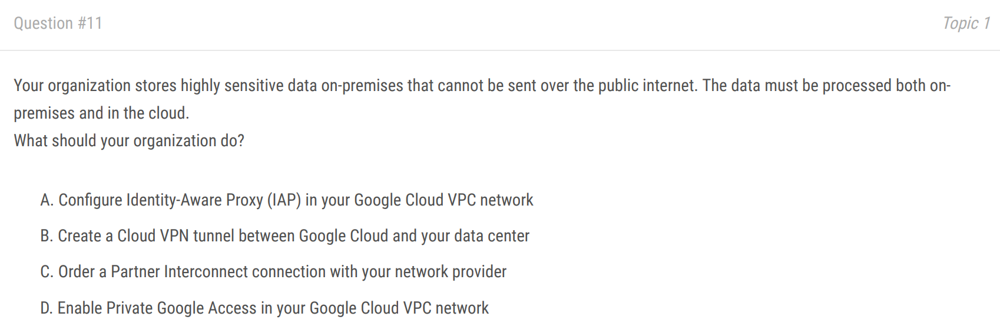 Question #11
Topic 1
Your organization stores highly sensitive data on-premises that cannot be sent over the public internet. The data must be processed both on-
premises and in the cloud.
What should your organization do?
A. Configure Identity-Aware Proxy (IAP) in your Google Cloud VPC network
B. Create a Cloud VPN tunnel between Google Cloud and your data center
C. Order a Partner Interconnect connection with your network provider
D. Enable Private Google Access in your Google Cloud VPC network